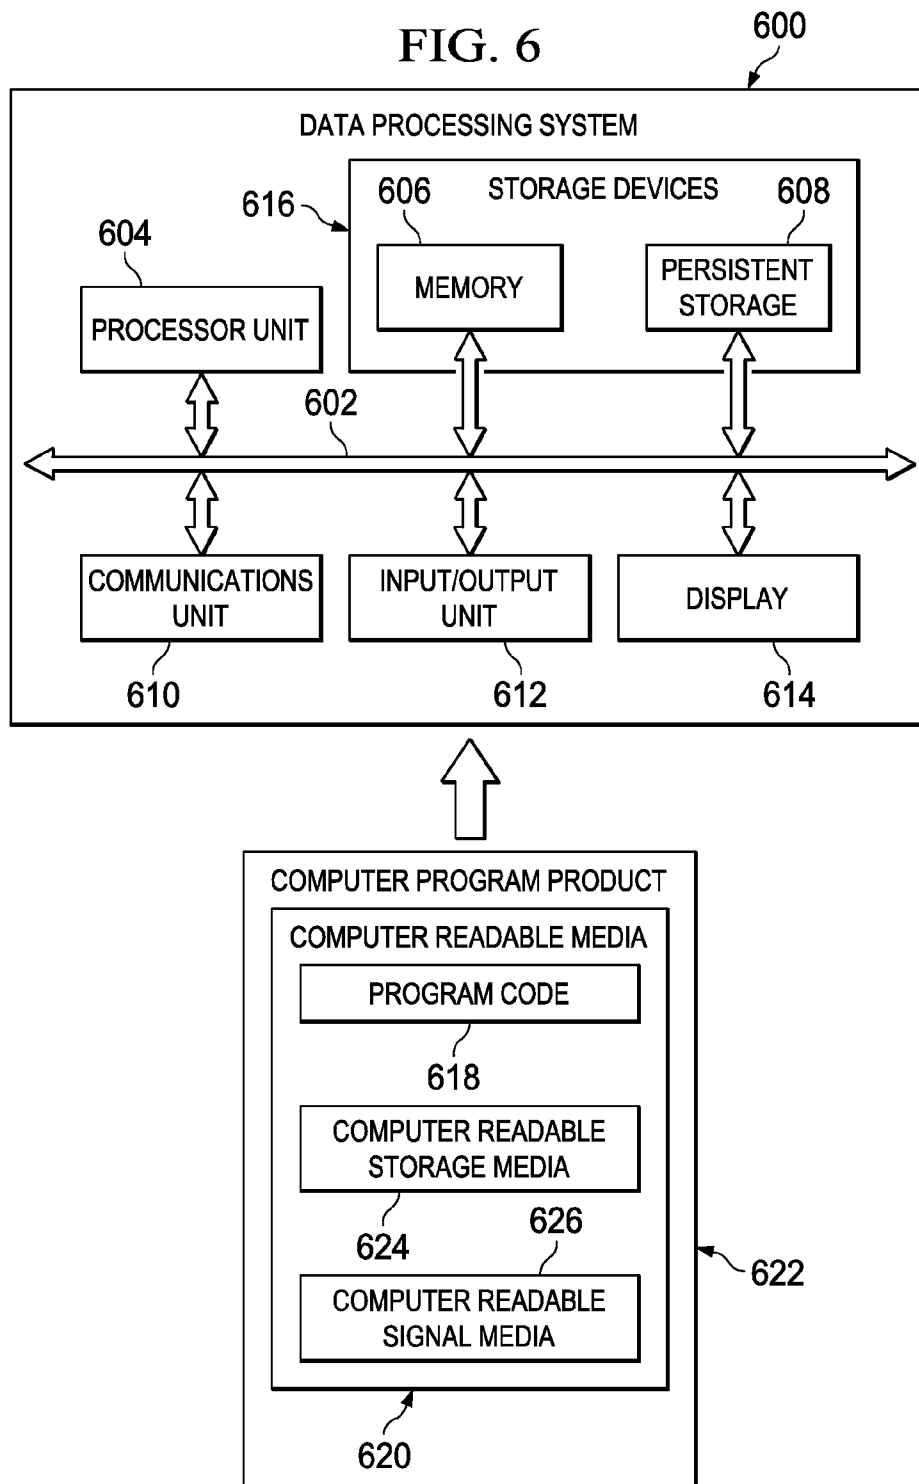 FIG. 6
600
DATA PROCESSING SYSTEM
STORAGE DEVICES
616
606
608
604
MEMORY
PERSISTENT
STORAGE
PROCESSOR UNIT
602
COMMUNICATIONS
UNIT
INPUT/OUTPUT
UNIT
DISPLAY
610
612
614
COMPUTER PROGRAM PRODUCT
COMPUTER READABLE MEDIA
PROGRAM CODE
618
COMPUTER READABLE
STORAGE MEDIA
624
626
622
COMPUTER READABLE
SIGNAL MEDIA
620